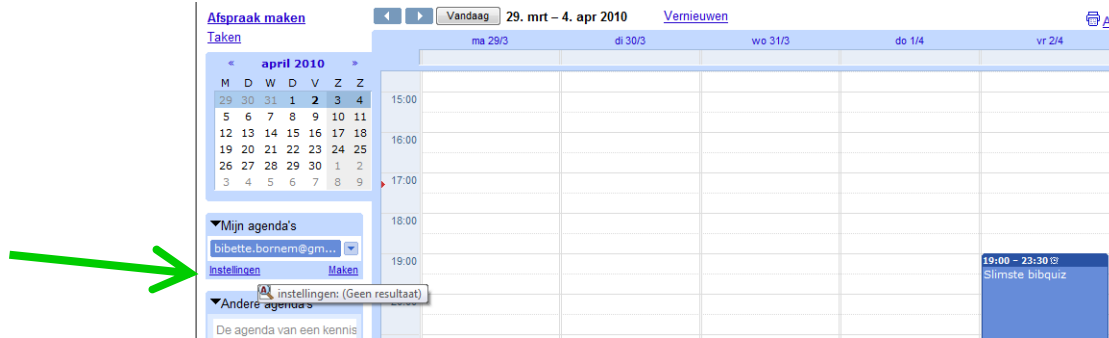 Afspraak maken
Taken
« april 2010 »
M D W D V Z Z
29 30 31 1 2 3 4
5 6 7 8 9 10 11
12 13 14 15 16 17 18
19 20 21 22 23 24 25
26 27 28 29 30 1 2
3 4 5 6 7 8 9
Mijn agenda's
bibette.bornem@gm...
Instellingen Maken
instellingen: (Geen resultaat)
Andere agenda's
De agenda van een kennis
Vandaag 29. mrt – 4. apr 2010 Vernieuwen
ma 29/3 di 30/3 wo 31/3 do 1/4 vr 2/4
15:00
16:00
17:00
18:00
19:00
19:00 – 23:30
Slimste bibquiz